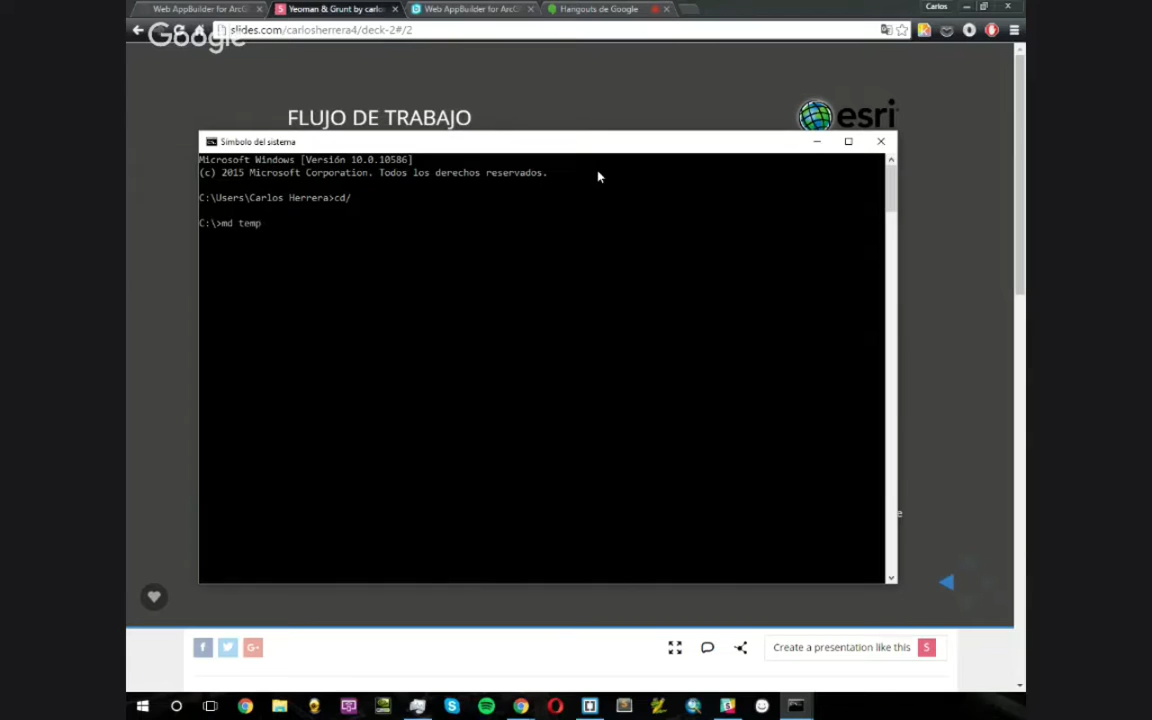 Web AppBuilder for ArcG
Yeoman & Grunt by carlo
Web AppBuilder for ArcG
Hangouts de Google
Carlos
Google
slides.com/carlosherrera4/deck-2#/2
FLUJO DE TRABAJO
esri
Símbolo del sistema
Microsoft Windows [Versión 10.0.10586]
(c) 2015 Microsoft Corporation. Todos los derechos reservados.
C:\Users\Carlos Herrera>cd/
C:\>md temp
Create a presentation like this
S